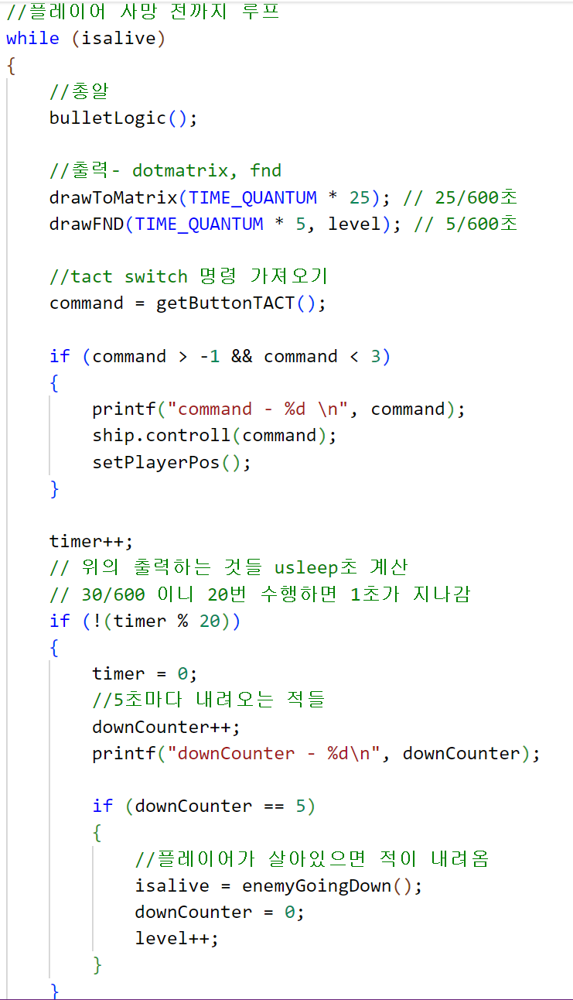 //플레이어 사망 전까지 루프
while (isalive)
{
    //총알
    bulletLogic();

    //출력- dotmatrix, fnd
    drawToMatrix(TIME_QUANTUM * 25); // 25/600초
    drawFND(TIME_QUANTUM * 5, level); // 5/600초

    //tact switch 명령 가져오기
    command = getButtonTACT();

    if (command > -1 && command < 3)
    {
        printf("command - %d \n", command);
        ship.controll(command);
        setPlayerPos();
    }

    timer++;
    // 위의 출력하는 것들 usleep초 계산
    // 30/600 이니 20번 수행하면 1초가 지나감
    if (!(timer % 20))
    {
        timer = 0;
        //5초마다 내려오는 적들
        downCounter++;
        printf("downCounter - %d\n", downCounter);

        if (downCounter == 5)
        {
            //플레이어가 살아있으면 적이 내려옴
            isalive = enemyGoingDown();
            downCounter = 0;
            level++;
        }
    }